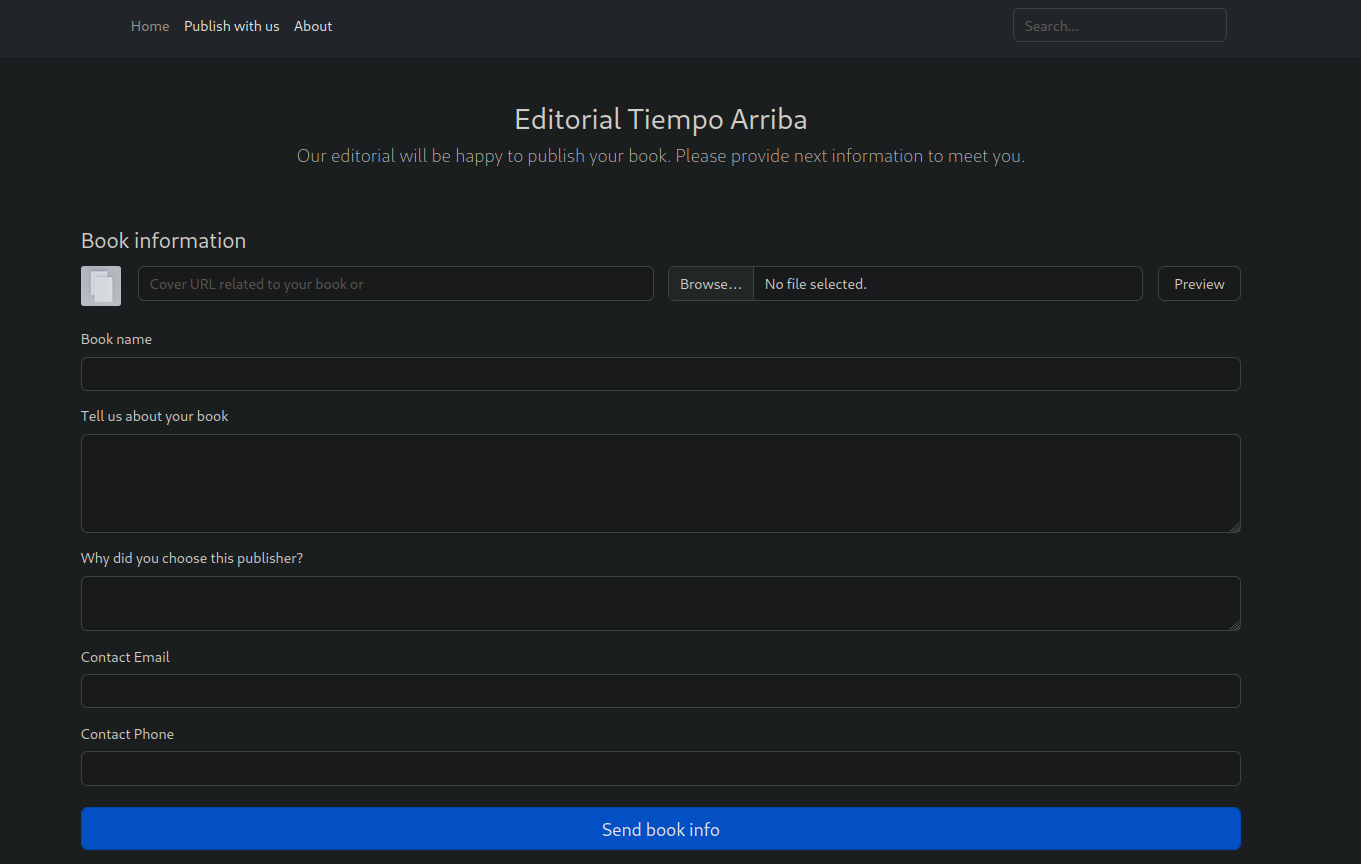 Home Publish with us About Search...
Editorial Tiempo Arriba
Our editorial will be happy to publish your book. Please provide next information to meet you.
Book information
Cover URL related to your book or Browse... No file selected. Preview
Book name
Tell us about your book
Why did you choose this publisher?
Contact Email
Contact Phone
Send book info